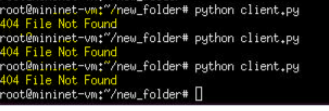 root@mininet-vm:~/new_folder# python client.py
404 File Not Found
root@mininet-vm:~/new_folder# python client.py
404 File Not Found
root@mininet-vm:~/new_folder# python client.py
404 File Not Found
root@mininet-vm:~/new_folder#